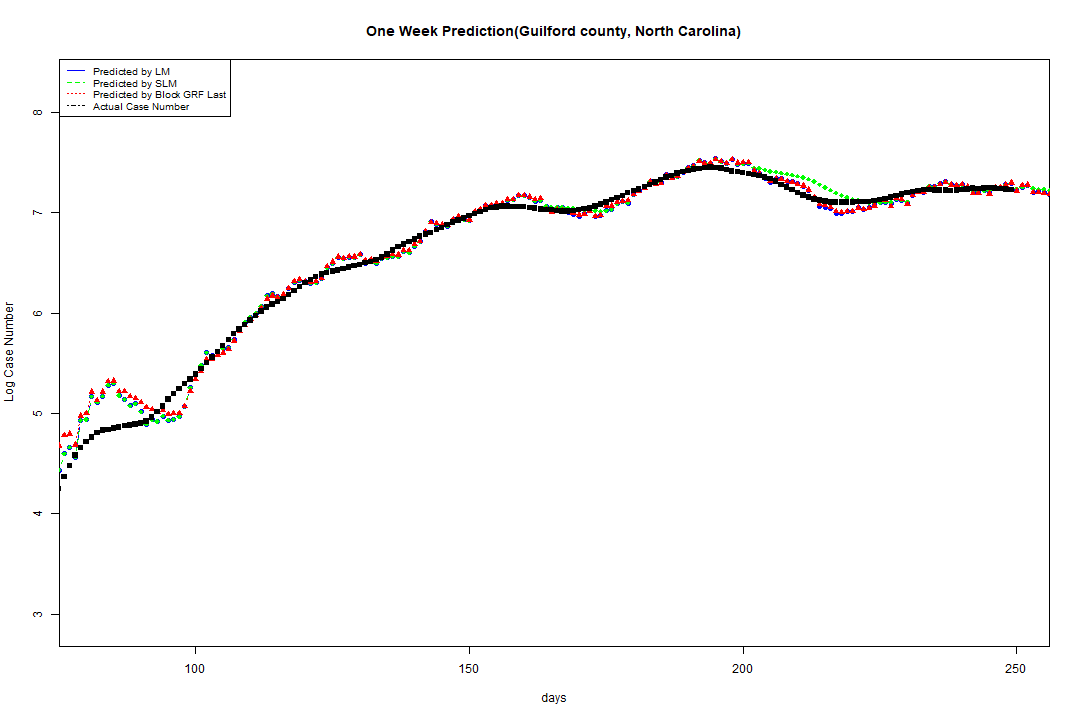 One Week Prediction(Guilford county, North Carolina)
Predicted by LM
Predicted by SLM
Predicted by Block GRF Last
Actual Case Number
8
7
6
5
4
3
Log Case Number
100 150 200 250
days